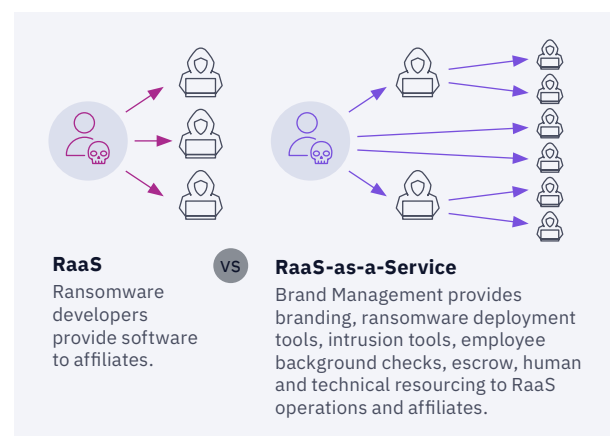 RaaS
Ransomware
developers
provide software
to affiliates.
VS
RaaS-as-a-Service
Brand Management provides
branding, ransomware deployment
tools, intrusion tools, employee
background checks, escrow, human
and technical resourcing to RaaS
operations and affiliates.